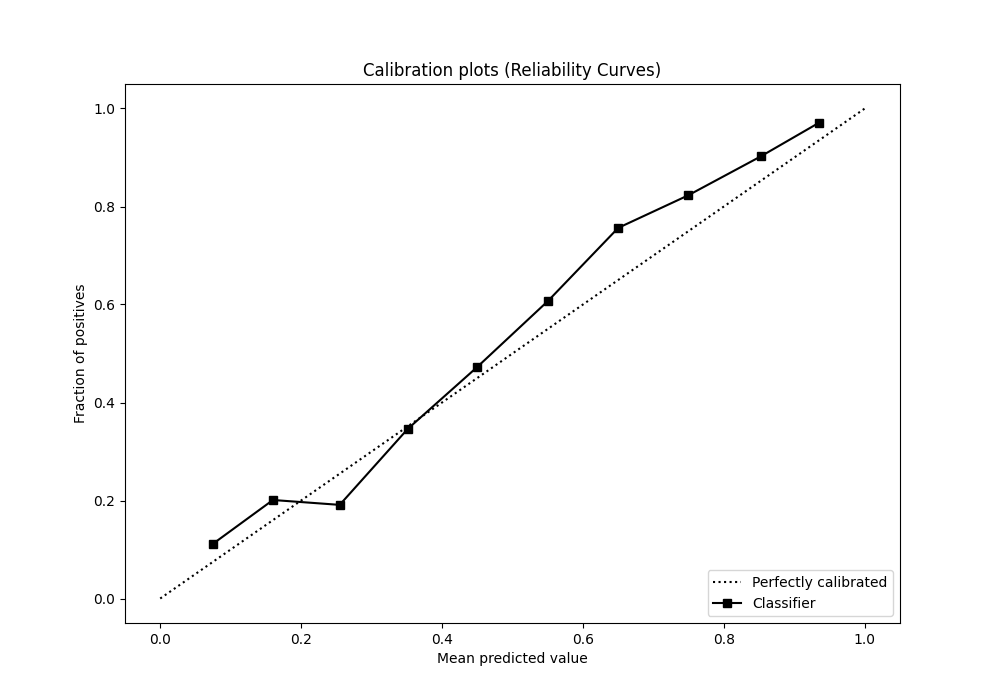 Calibration plots (Reliability Curves)
1.0
0.8
0.6
0.4
0.2
0.0
Fraction of positives
0.0 0.2 0.4 0.6 0.8 1.0
Mean predicted value
Perfectly calibrated
Classifier